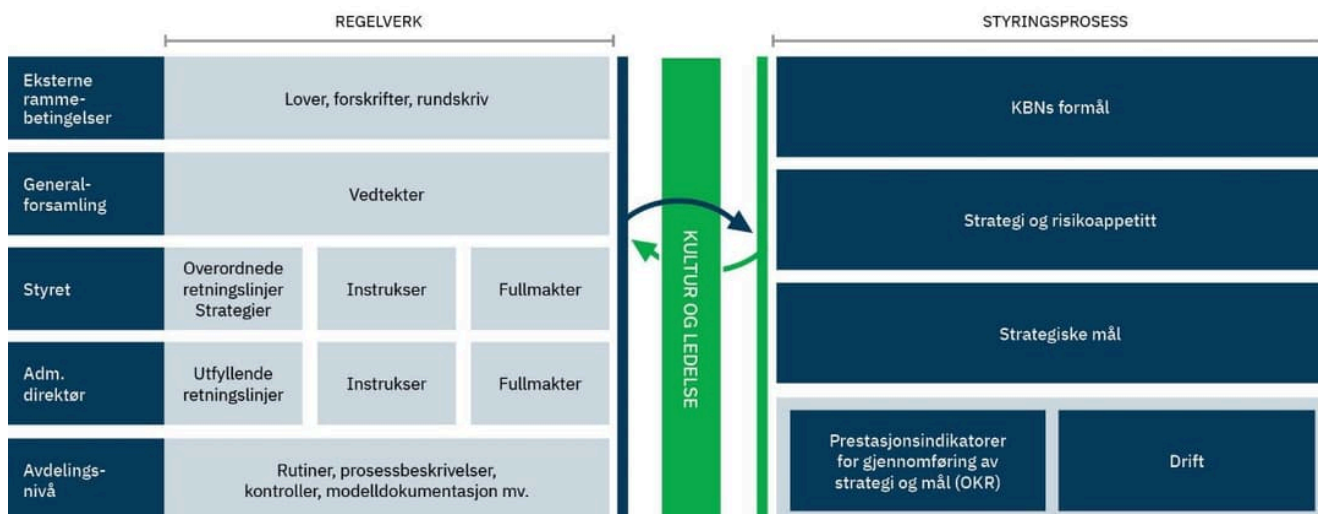 REGELVERK
STYRINGSPROSESS
Eksterne
ramme-
betingelser
Lover, forskrifter, rundskriv
General-
forsamling
Vedtekter
Styret
Overordnede
retningslinjer
Strategier
Instrukser
Fullmakter
Adm.
direktør
Utfyllende
retningslinjer
Instrukser
Fullmakter
Avdelings-
nivå
Rutiner, prosessbeskrivelser,
kontroller, modelldokumentasjon mv.
KULTUR OG LEDELSE
KBNs formål
Strategi og risikoappetitt
Strategiske mål
Prestasjonsindikatorer
for gjennomføring av
strategi og mål (OKR)
Drift